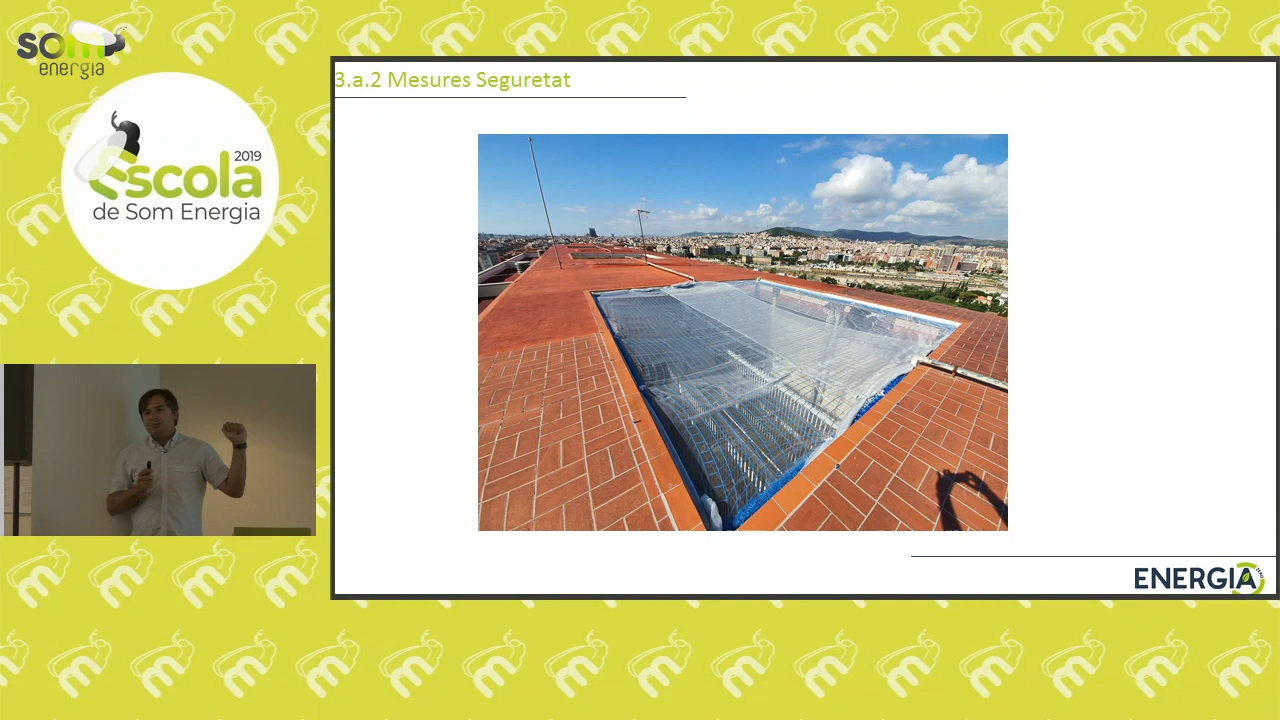 som
energia
2019
Escola
de Som Energia
3.a.2 Mesures Seguretat
ENERGIA